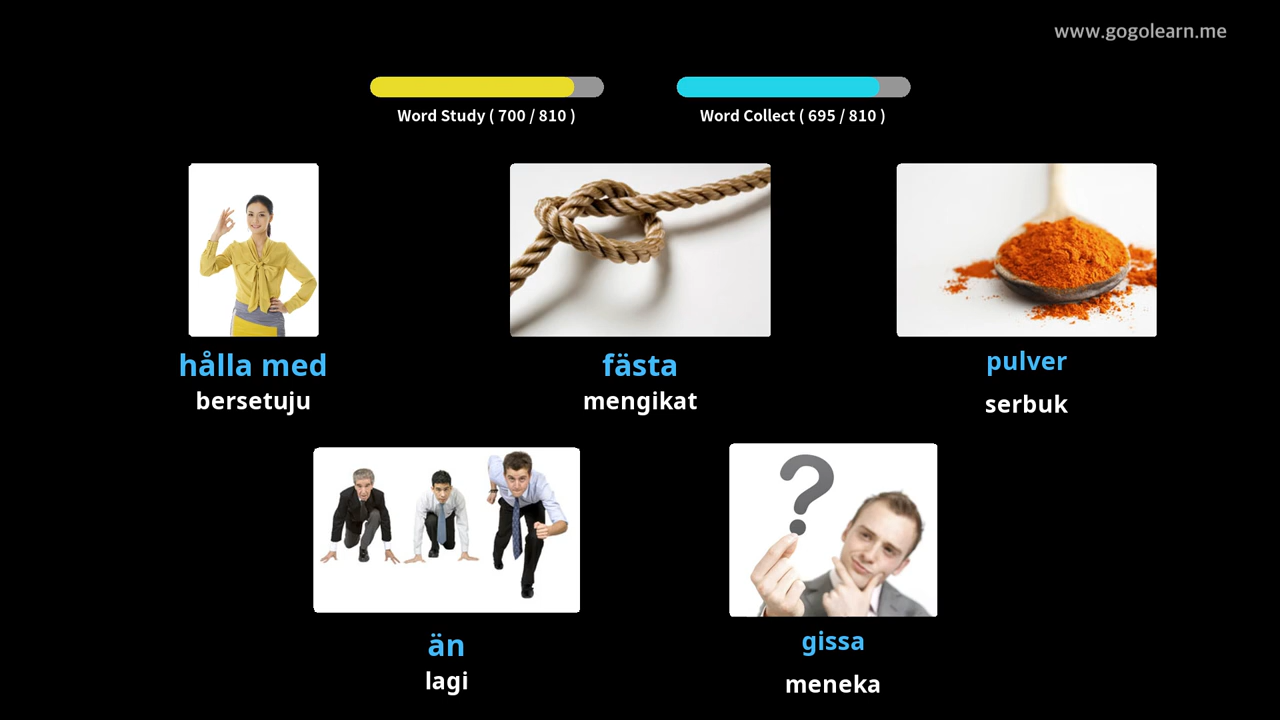 www.gogolearn.me
Word Study ( 700 / 810 )
Word Collect ( 695 / 810 )
hålla med
bersetuju
fästa
mengikat
pulver
serbuk
än
lagi
gissa
meneka